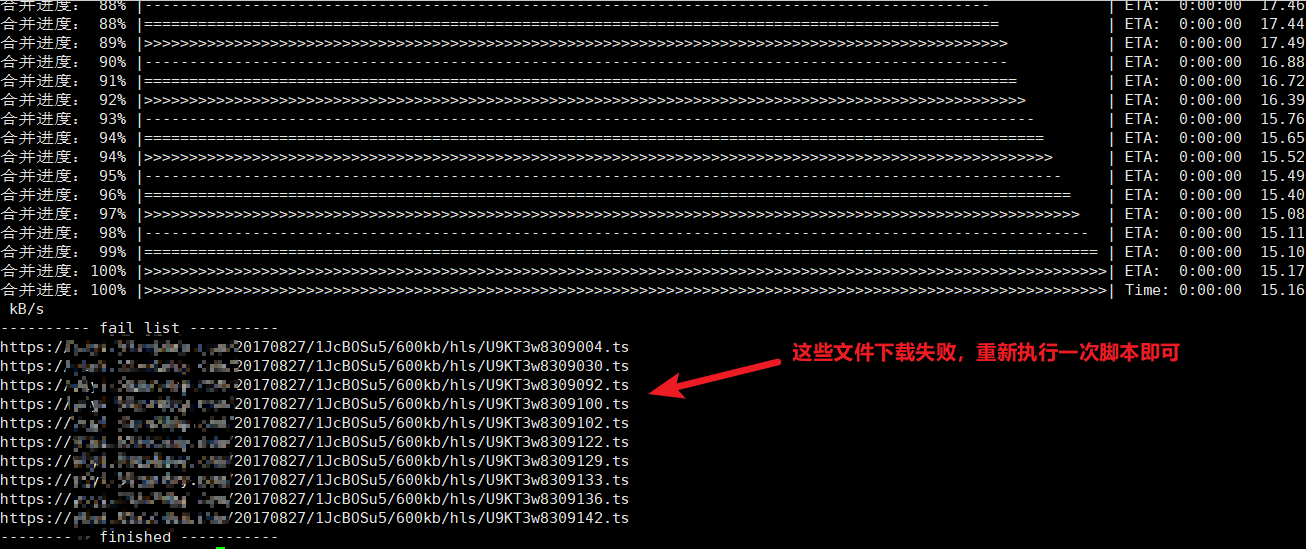 合并进度： 88% |----------------------------------------------------------------------------------------------- | ETA:  0:00:00  17.46
合并进度： 88% |=============================================================================================== | ETA:  0:00:00  17.44
合并进度： 89% |>>>>>>>>>>>>>>>>>>>>>>>>>>>>>>>>>>>>>>>>>>>>>>>>>>>>>>>>>>>>>>>>>>>>>>>>>>>>>>>>>>>>>>>>>>>>>>>> | ETA:  0:00:00  17.49
合并进度： 90% |------------------------------------------------------------------------------------------------ | ETA:  0:00:00  16.88
合并进度： 91% |================================================================================================= | ETA:  0:00:00  16.72
合并进度： 92% |>>>>>>>>>>>>>>>>>>>>>>>>>>>>>>>>>>>>>>>>>>>>>>>>>>>>>>>>>>>>>>>>>>>>>>>>>>>>>>>>>>>>>>>>>>>>>>>>>> | ETA:  0:00:00  16.39
合并进度： 93% |--------------------------------------------------------------------------------------------------- | ETA:  0:00:00  15.76
合并进度： 94% |==================================================================================================== | ETA:  0:00:00  15.65
合并进度： 94% |>>>>>>>>>>>>>>>>>>>>>>>>>>>>>>>>>>>>>>>>>>>>>>>>>>>>>>>>>>>>>>>>>>>>>>>>>>>>>>>>>>>>>>>>>>>>>>>>>>>>> | ETA:  0:00:00  15.52
合并进度： 95% |------------------------------------------------------------------------------------------------------ | ETA:  0:00:00  15.49
合并进度： 96% |======================================================================================================= | ETA:  0:00:00  15.40
合并进度： 97% |>>>>>>>>>>>>>>>>>>>>>>>>>>>>>>>>>>>>>>>>>>>>>>>>>>>>>>>>>>>>>>>>>>>>>>>>>>>>>>>>>>>>>>>>>>>>>>>>>>>>>>>> | ETA:  0:00:00  15.08
合并进度： 98% |--------------------------------------------------------------------------------------------------------- | ETA:  0:00:00  15.11
合并进度： 99% |========================================================================================================== | ETA:  0:00:00  15.10
合并进度：100% |>>>>>>>>>>>>>>>>>>>>>>>>>>>>>>>>>>>>>>>>>>>>>>>>>>>>>>>>>>>>>>>>>>>>>>>>>>>>>>>>>>>>>>>>>>>>>>>>>>>>>>>>>>>| ETA:  0:00:00  15.17
合并进度：100% |>>>>>>>>>>>>>>>>>>>>>>>>>>>>>>>>>>>>>>>>>>>>>>>>>>>>>>>>>>>>>>>>>>>>>>>>>>>>>>>>>>>>>>>>>>>>>>>>>>>>>>>>>>>| Time: 0:00:00  15.16
kB/s
---------- fail list ----------
https:///20170827/1JcBOSu5/600kb/hls/U9KT3w8309004.ts
这些文件下载失败，重新执行一次脚本即可
https:///20170827/1JcBOSu5/600kb/hls/U9KT3w8309030.ts
https:///20170827/1JcBOSu5/600kb/hls/U9KT3w8309092.ts
https:///20170827/1JcBOSu5/600kb/hls/U9KT3w8309100.ts
https:///20170827/1JcBOSu5/600kb/hls/U9KT3w8309102.ts
https:///20170827/1JcBOSu5/600kb/hls/U9KT3w8309122.ts
https:///20170827/1JcBOSu5/600kb/hls/U9KT3w8309129.ts
https:///20170827/1JcBOSu5/600kb/hls/U9KT3w8309133.ts
https:///20170827/1JcBOSu5/600kb/hls/U9KT3w8309136.ts
https:///20170827/1JcBOSu5/600kb/hls/U9KT3w8309142.ts
---------- finished -----------